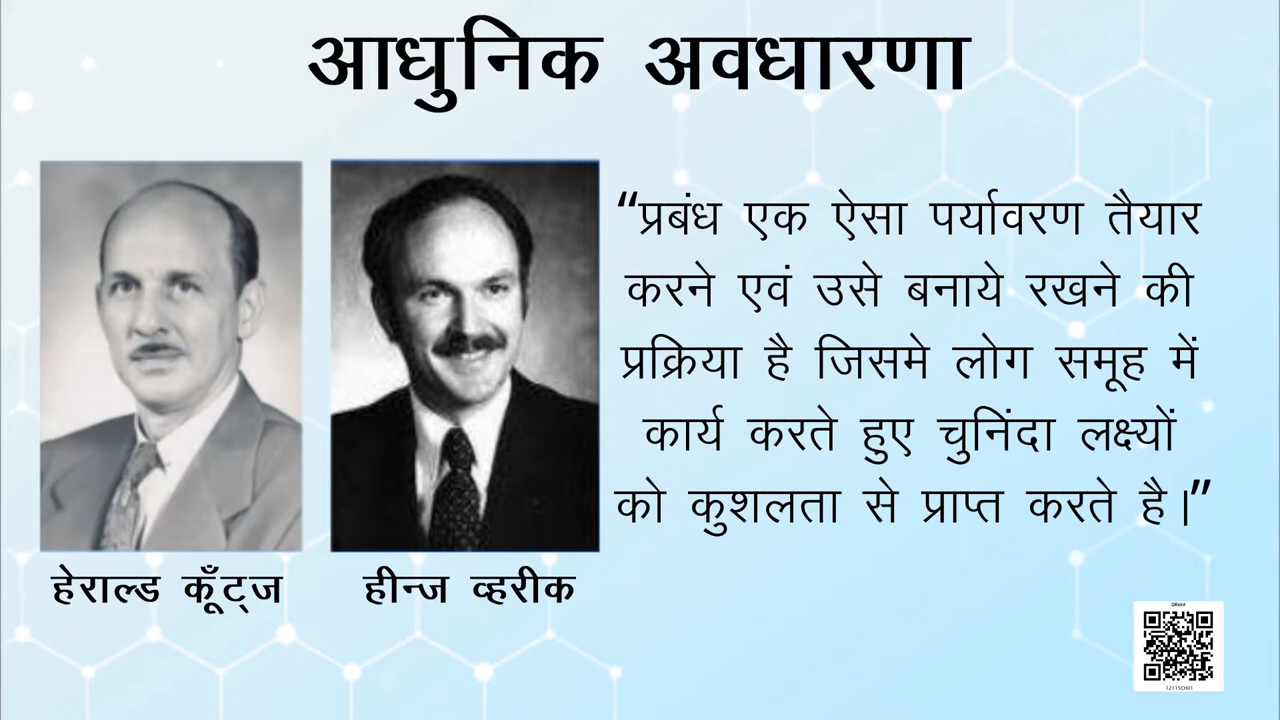 आधुनिक अवधारणा
“प्रबंध एक ऐसा पर्यावरण तैयार
करने एवं उसे बनाये रखने की
प्रक्रिया है जिसमे लोग समूह में
कार्य करते हुए चुनिंदा लक्ष्यों
को कुशलता से प्राप्त करते है।”
हेराल्ड कूँट्ज
हीन्ज व्हरीक
12115CH01